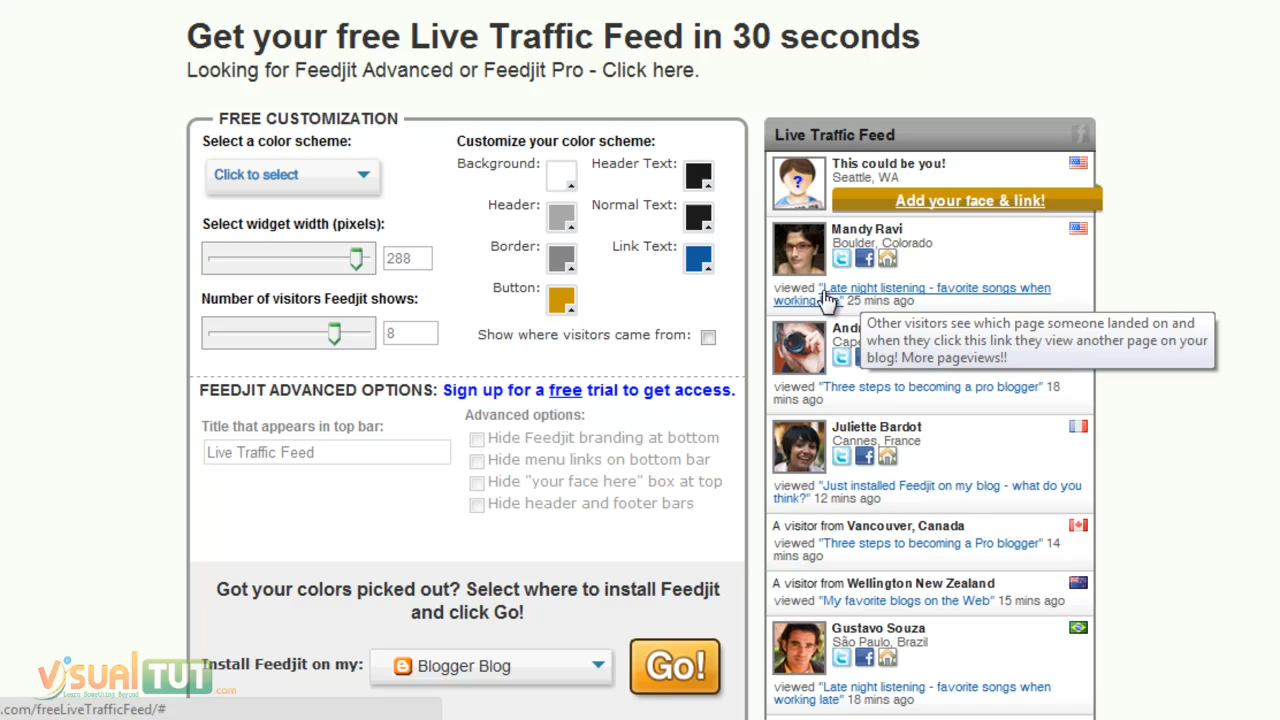 Get your free Live Traffic Feed in 30 seconds
Looking for Feedjit Advanced or Feedjit Pro - Click here.
FREE CUSTOMIZATION
Select a color scheme:
Click to select
Select widget width (pixels):
288
Number of visitors Feedjit shows:
8
Customize your color scheme:
Background:
Header Text:
Header:
Normal Text:
Border:
Link Text:
Button:
Show where visitors came from:
FEEDJIT ADVANCED OPTIONS: Sign up for a free trial to get access.
Title that appears in top bar:
Live Traffic Feed
Advanced options:
Hide Feedjit branding at bottom
Hide menu links on bottom bar
Hide "your face here" box at top
Hide header and footer bars
Got your colors picked out? Select where to install Feedjit
and click Go!
Install Feedjit on my:
Blogger Blog
Go!
Live Traffic Feed
This could be you!
Seattle, WA
Add your face & link!
Mandy Ravi
Boulder, Colorado
viewed "Late night listening - favorite songs when
working 25 mins ago
Other visitors see which page someone landed on and
when they click this link they view another page on your
blog! More pageviews!!
viewed "Three steps to becoming a pro blogger" 18
mins ago
Juliette Bardot
Cannes, France
viewed "Just installed Feedjit on my blog - what do you
think?" 12 mins ago
A visitor from Vancouver, Canada
viewed "Three steps to becoming a Pro blogger" 14
mins ago
A visitor from Wellington New Zealand
viewed "My favorite blogs on the Web" 15 mins ago
Gustavo Souza
São Paulo, Brazil
viewed "Late night listening - favorite songs when
working late" 18 mins ago
VISUALTUT
Learn Something Beyond .com
.com/freeLiveTrafficFeed/#